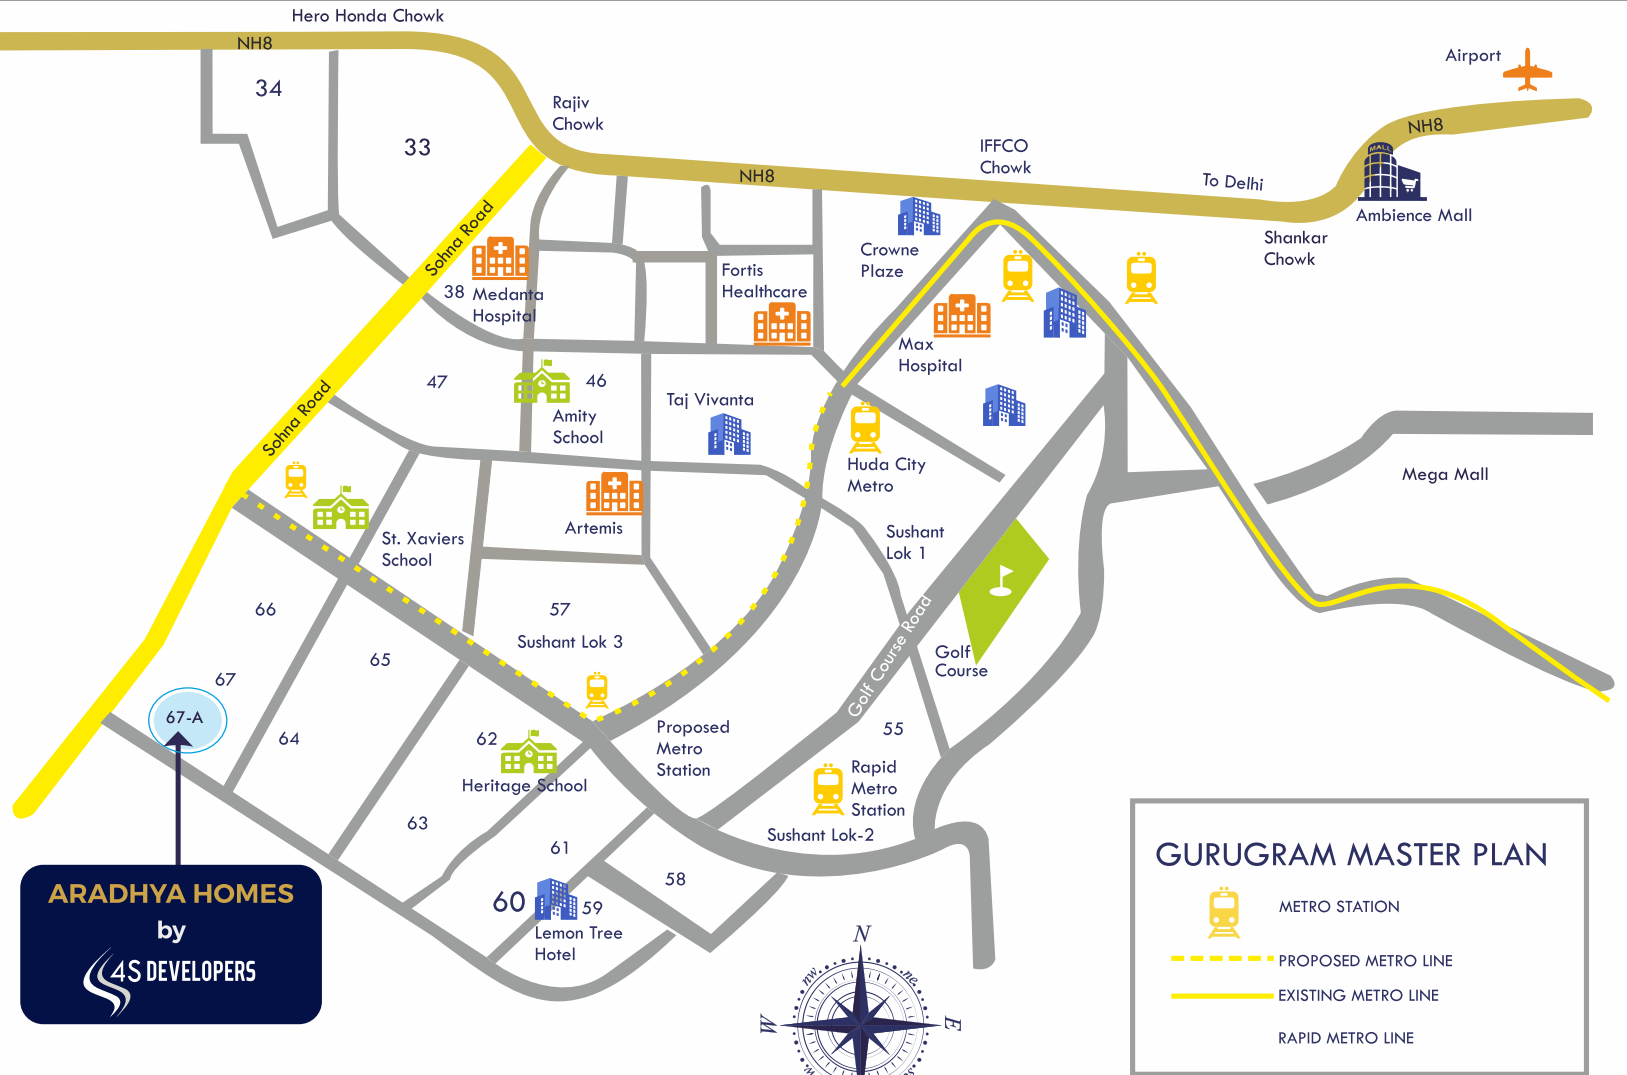 Hero Honda Chowk
NH8
34
33
Rajiv
Chowk
Airport
NH8
MALL
Ambience Mall
IFFCO
Chowk
To Delhi
NH8
Shankar
Chowk
Sohna Road
38
Medanta
Hospital
Fortis
Healthcare
Crowne
Plaze
Max
Hospital
47
46
Amity
School
Taj Vivanta
Sohna Road
Huda City
Metro
Mega Mall
St. Xaviers
School
Artemis
Sushant
Lok 1
66
57
Sushant Lok 3
65
67
67-A
64
Golf Course Road
Golf
Course
55
62
Heritage School
Proposed
Metro
Station
Rapid
Metro
Station
Sushant Lok-2
63
61
58
60
59
Lemon Tree
Hotel
ARADHYA HOMES
by
4S DEVELOPERS
N
nw.
ne.
W
E
GURUGRAM MASTER PLAN
METRO STATION
PROPOSED METRO LINE
EXISTING METRO LINE
RAPID METRO LINE